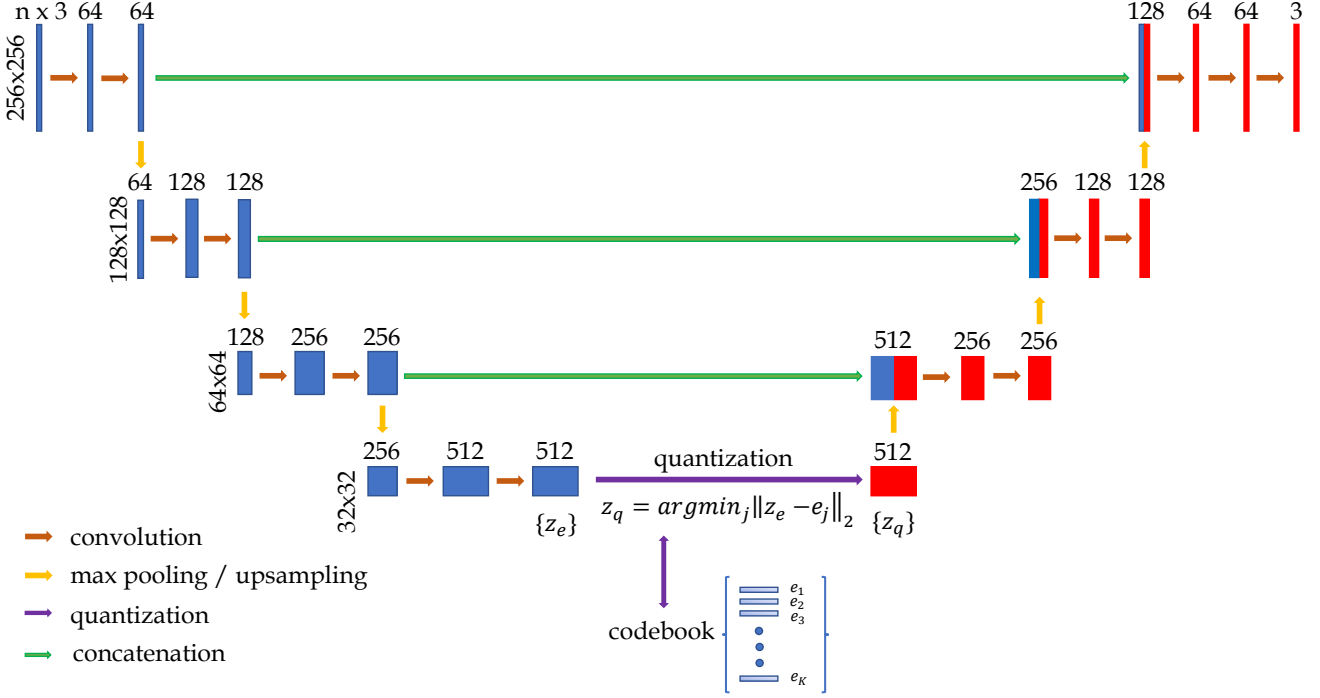 n x 3 64 64 128 64 64 3
256x256
64 128 128 256 128 128
128x128
128 256 256 512 256 256
64x64
256 512 512 quantization 512
32x32
{z_e} z_q = argmin_j‖z_e − e_j‖_2 {z_q}
convolution
max pooling / upsampling
quantization
concatenation
codebook
e_1
e_2
e_3
e_K